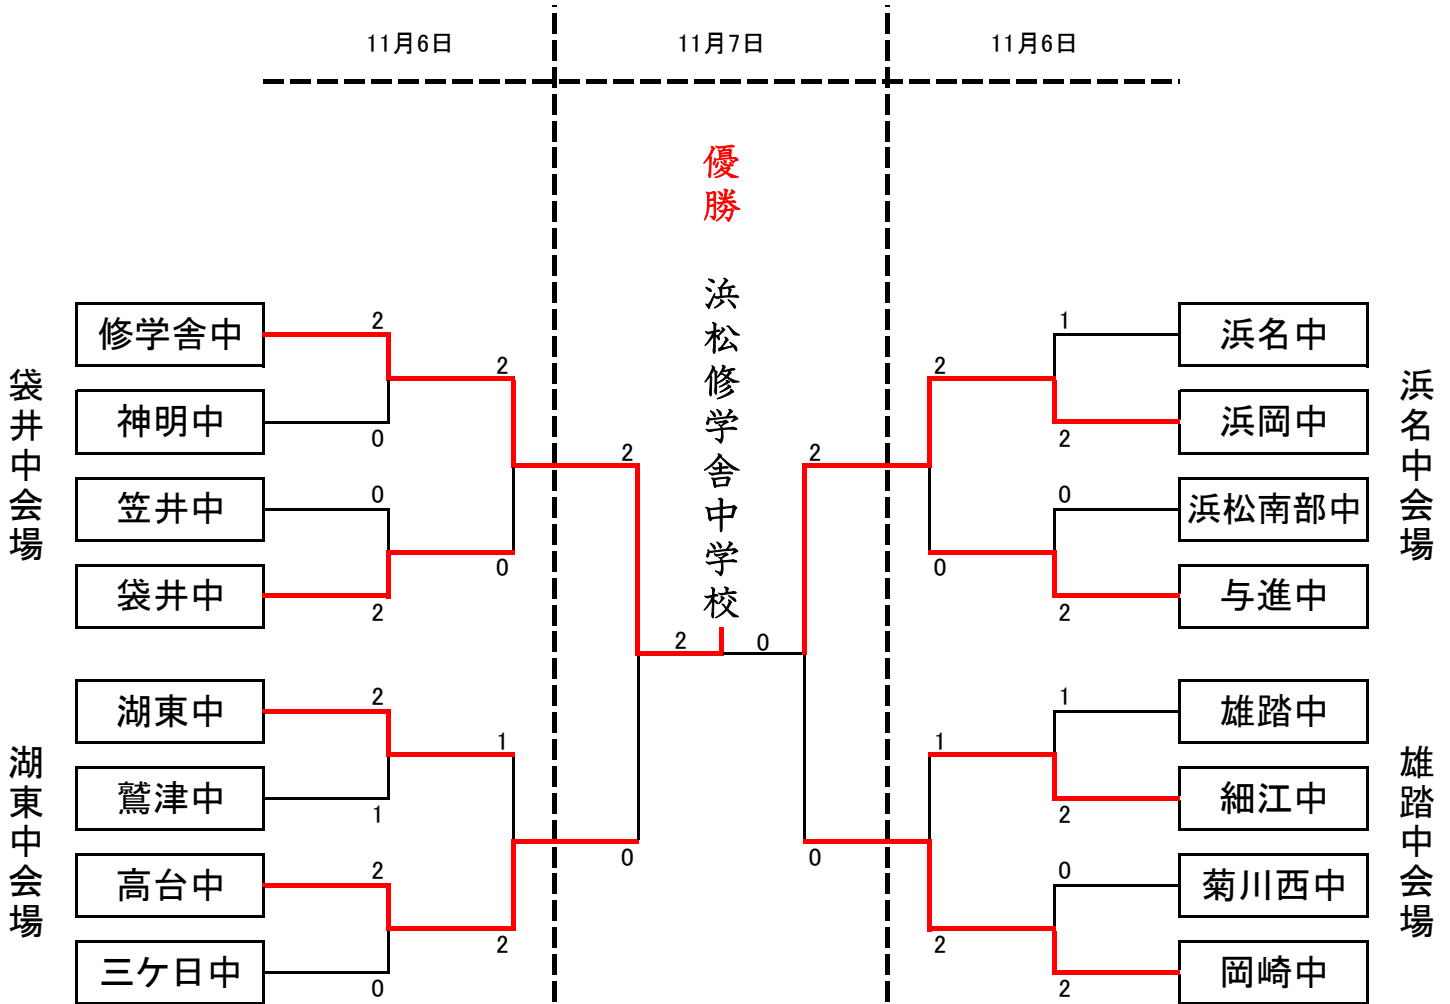 11月6日
11月7日
11月6日
優勝 浜松修学舎中学校
袋井中会場
修学舎中
2
神明中
0
笠井中
0
袋井中
2
2
0
湖東中会場
湖東中
2
鷲津中
1
高台中
2
三ケ日中
0
1
2
2
0
2
0
2
0
浜名中会場
1
浜名中
2
浜岡中
0
浜松南部中
2
与進中
2
0
雄踏中会場
1
雄踏中
2
細江中
0
菊川西中
2
岡崎中
1
2